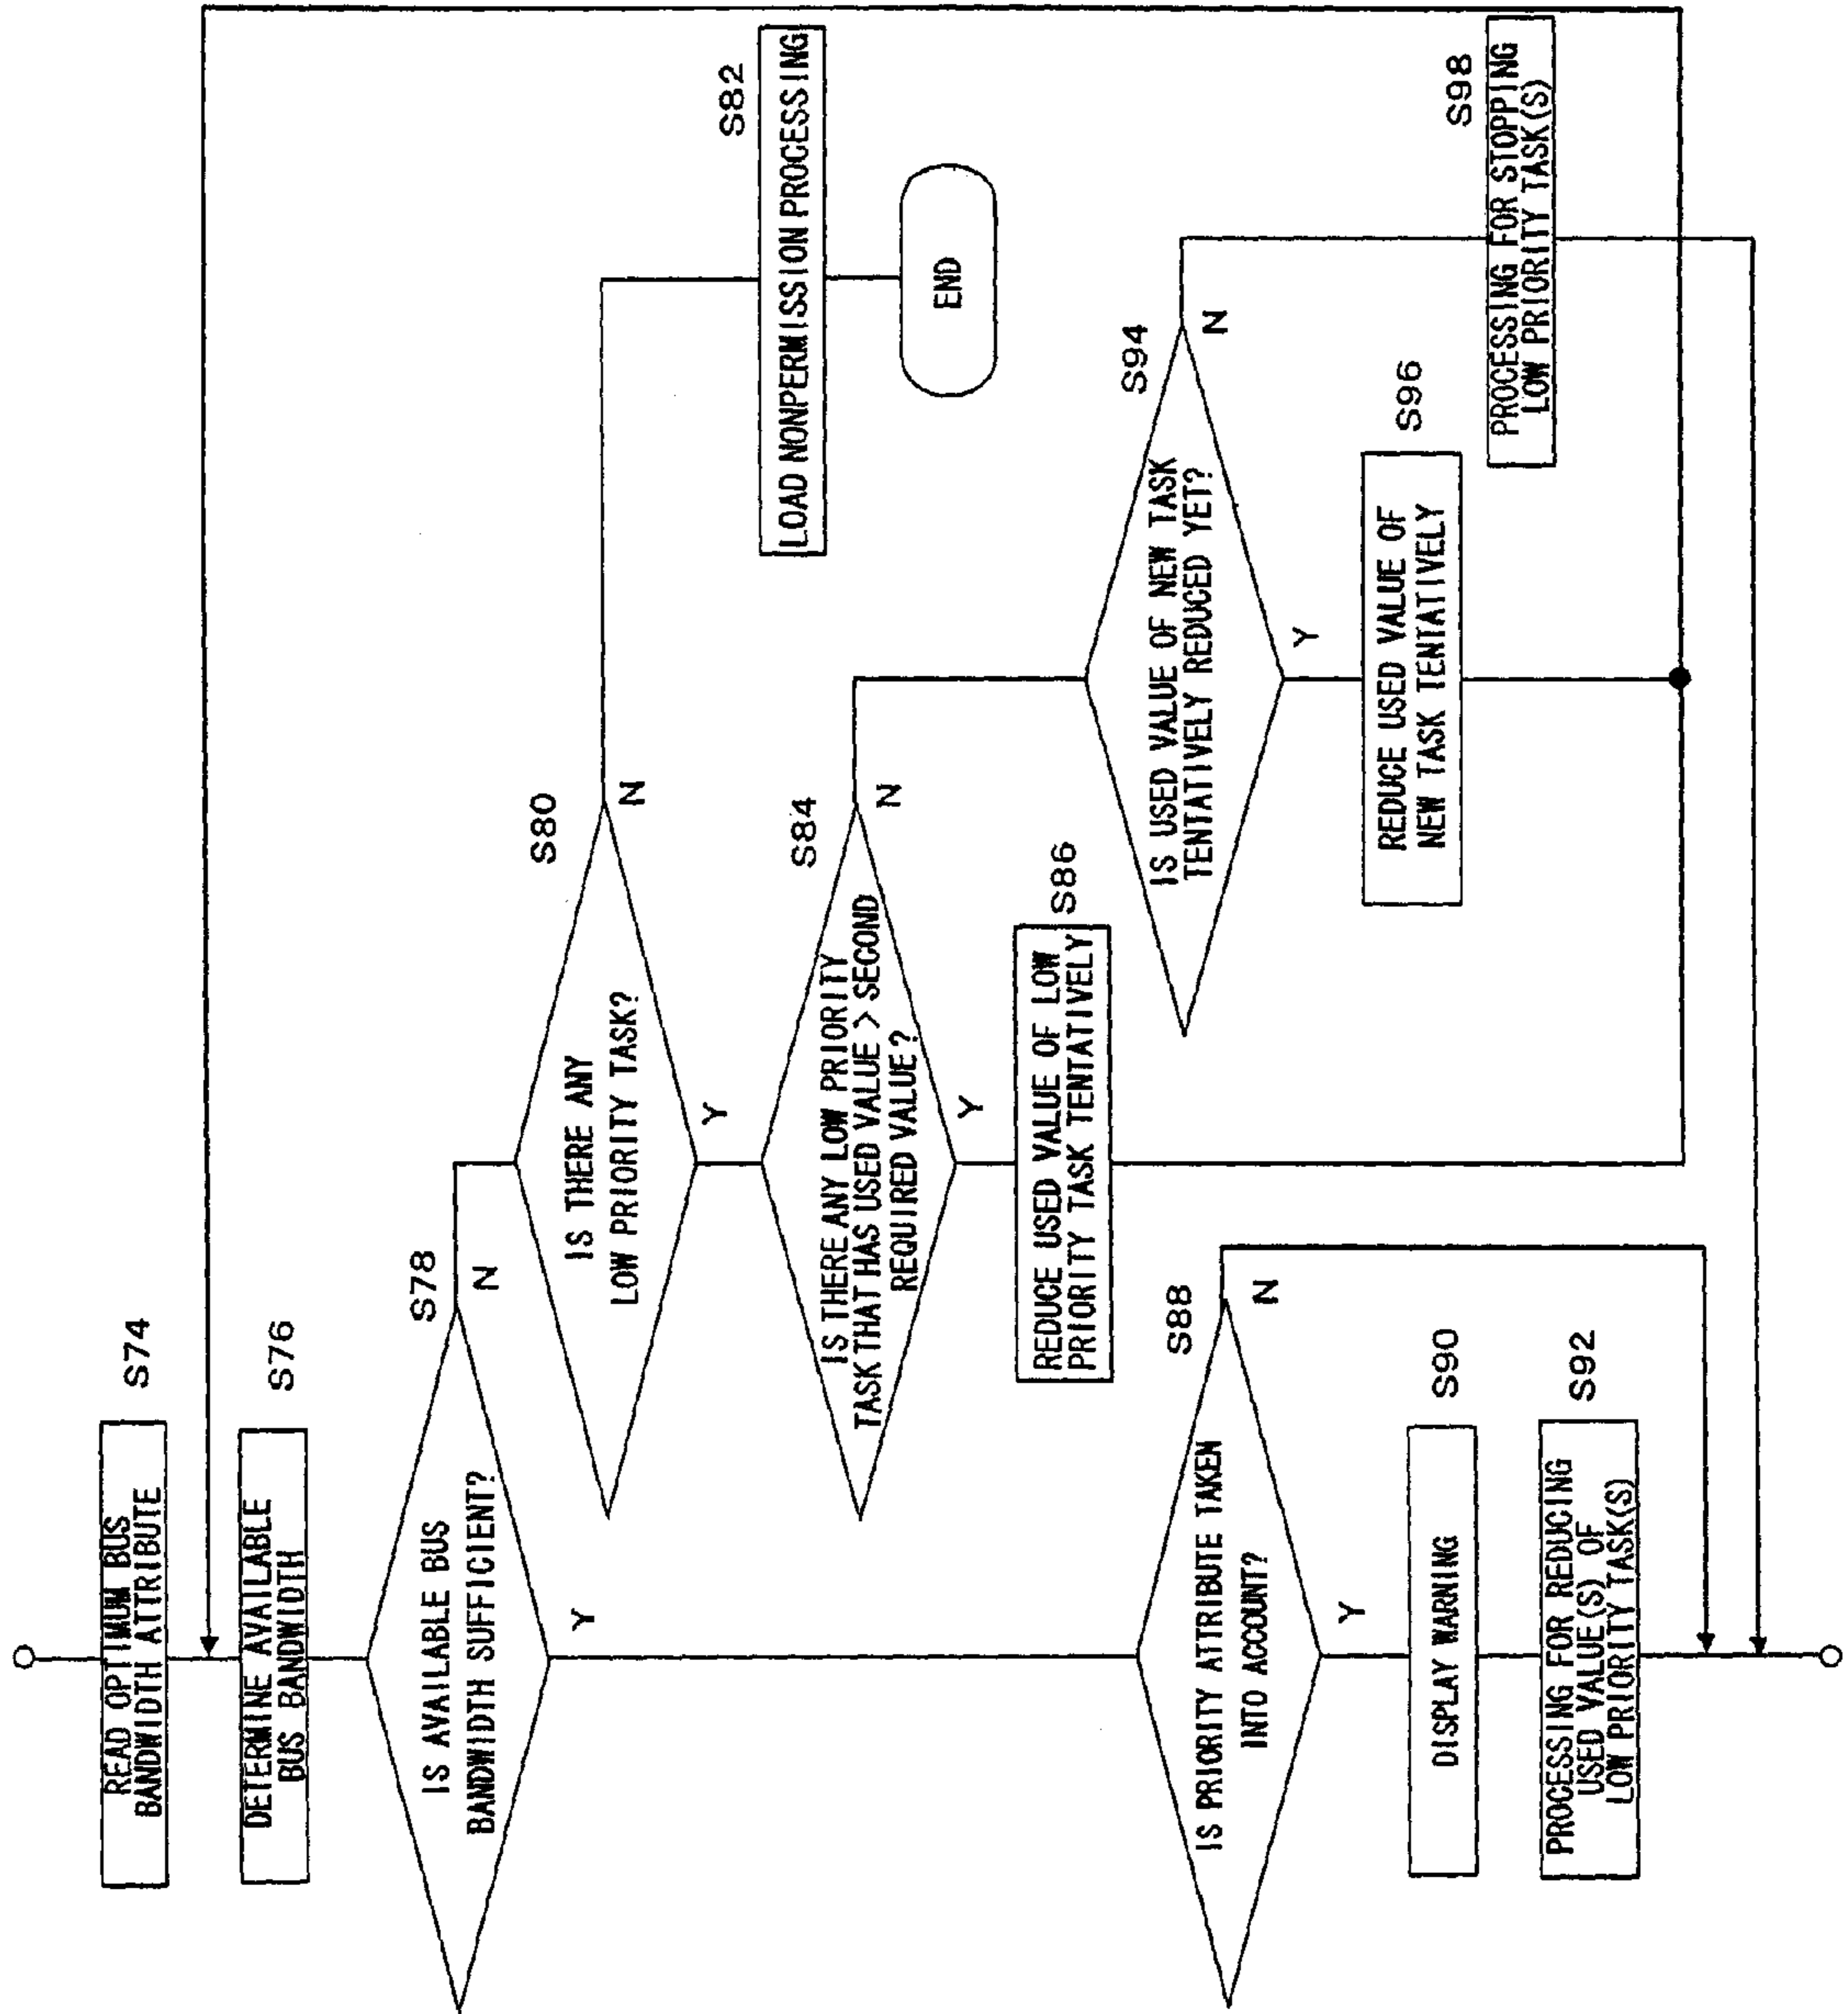 READ OPTIMUM BUS
BANDWIDTH ATTRIBUTE
S74
DETERMINE AVAILABLE
BUS BANDWIDTH
S76
IS AVAILABLE BUS
BANDWIDTH SUFFICIENT?
S78
N
Y
IS THERE ANY
LOW PRIORITY TASK?
S80
N
Y
LOAD NONPERMISSION PROCESSING
S82
END
IS THERE ANY LOW PRIORITY
TASK THAT HAS USED VALUE > SECOND
REQUIRED VALUE?
S84
N
Y
REDUCE USED VALUE OF LOW
PRIORITY TASK TENTATIVELY
S86
IS USED VALUE OF NEW TASK
TENTATIVELY REDUCED YET?
S94
N
Y
REDUCE USED VALUE OF
NEW TASK TENTATIVELY
S96
PROCESSING FOR STOPPING
LOW PRIORITY TASK(S)
S98
IS PRIORITY ATTRIBUTE TAKEN
INTO ACCOUNT?
S88
N
Y
DISPLAY WARNING
S90
PROCESSING FOR REDUCING
USED VALUE(S) OF
LOW PRIORITY TASK(S)
S92